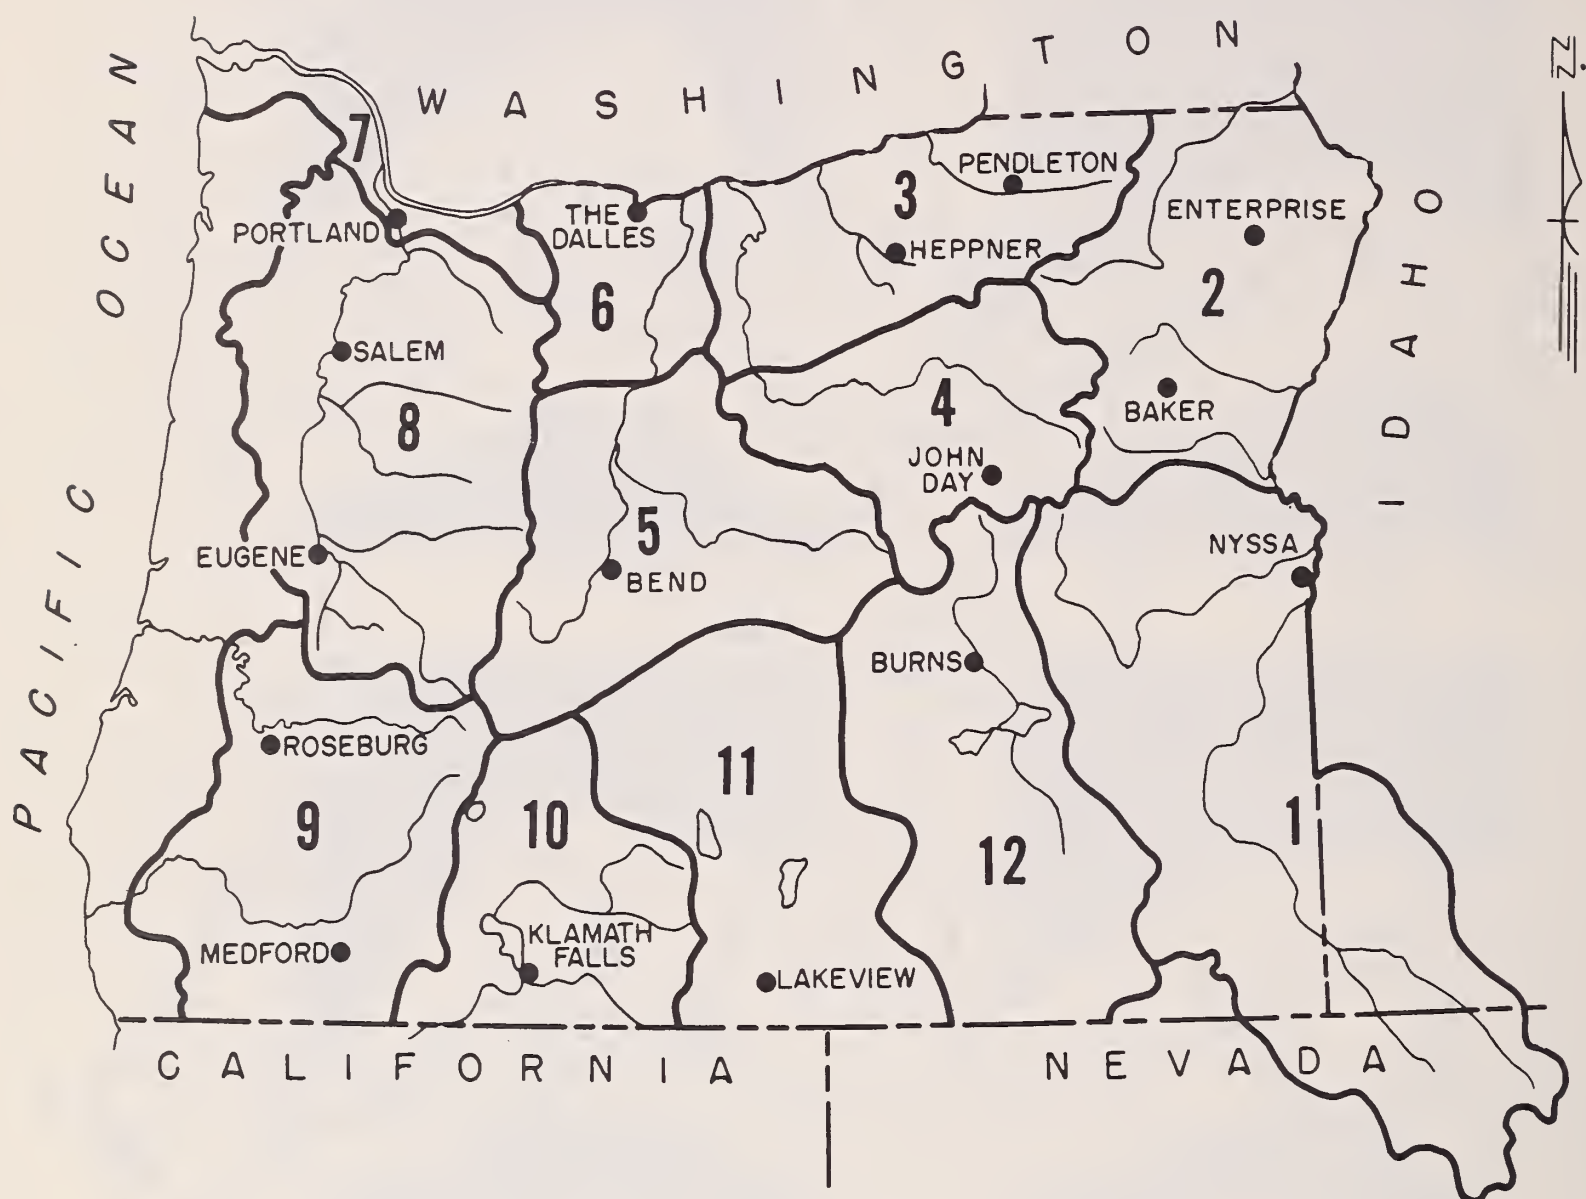 WASHINGTON
N.
OCEAN
PACIFIC
IDAHO
7
3
PENDLETON
ENTERPRISE
THE
DALLES
PORTLAND
HEPPNER
2
6
SALEM
4
BAKER
8
JOHN
DAY
5
NYSSA
EUGENE
BEND
BURNS
ROSEBURG
11
9
10
1
12
KLAMATH
FALLS
MEDFORD
LAKEVIEW
CALIFORNIA
NEVADA